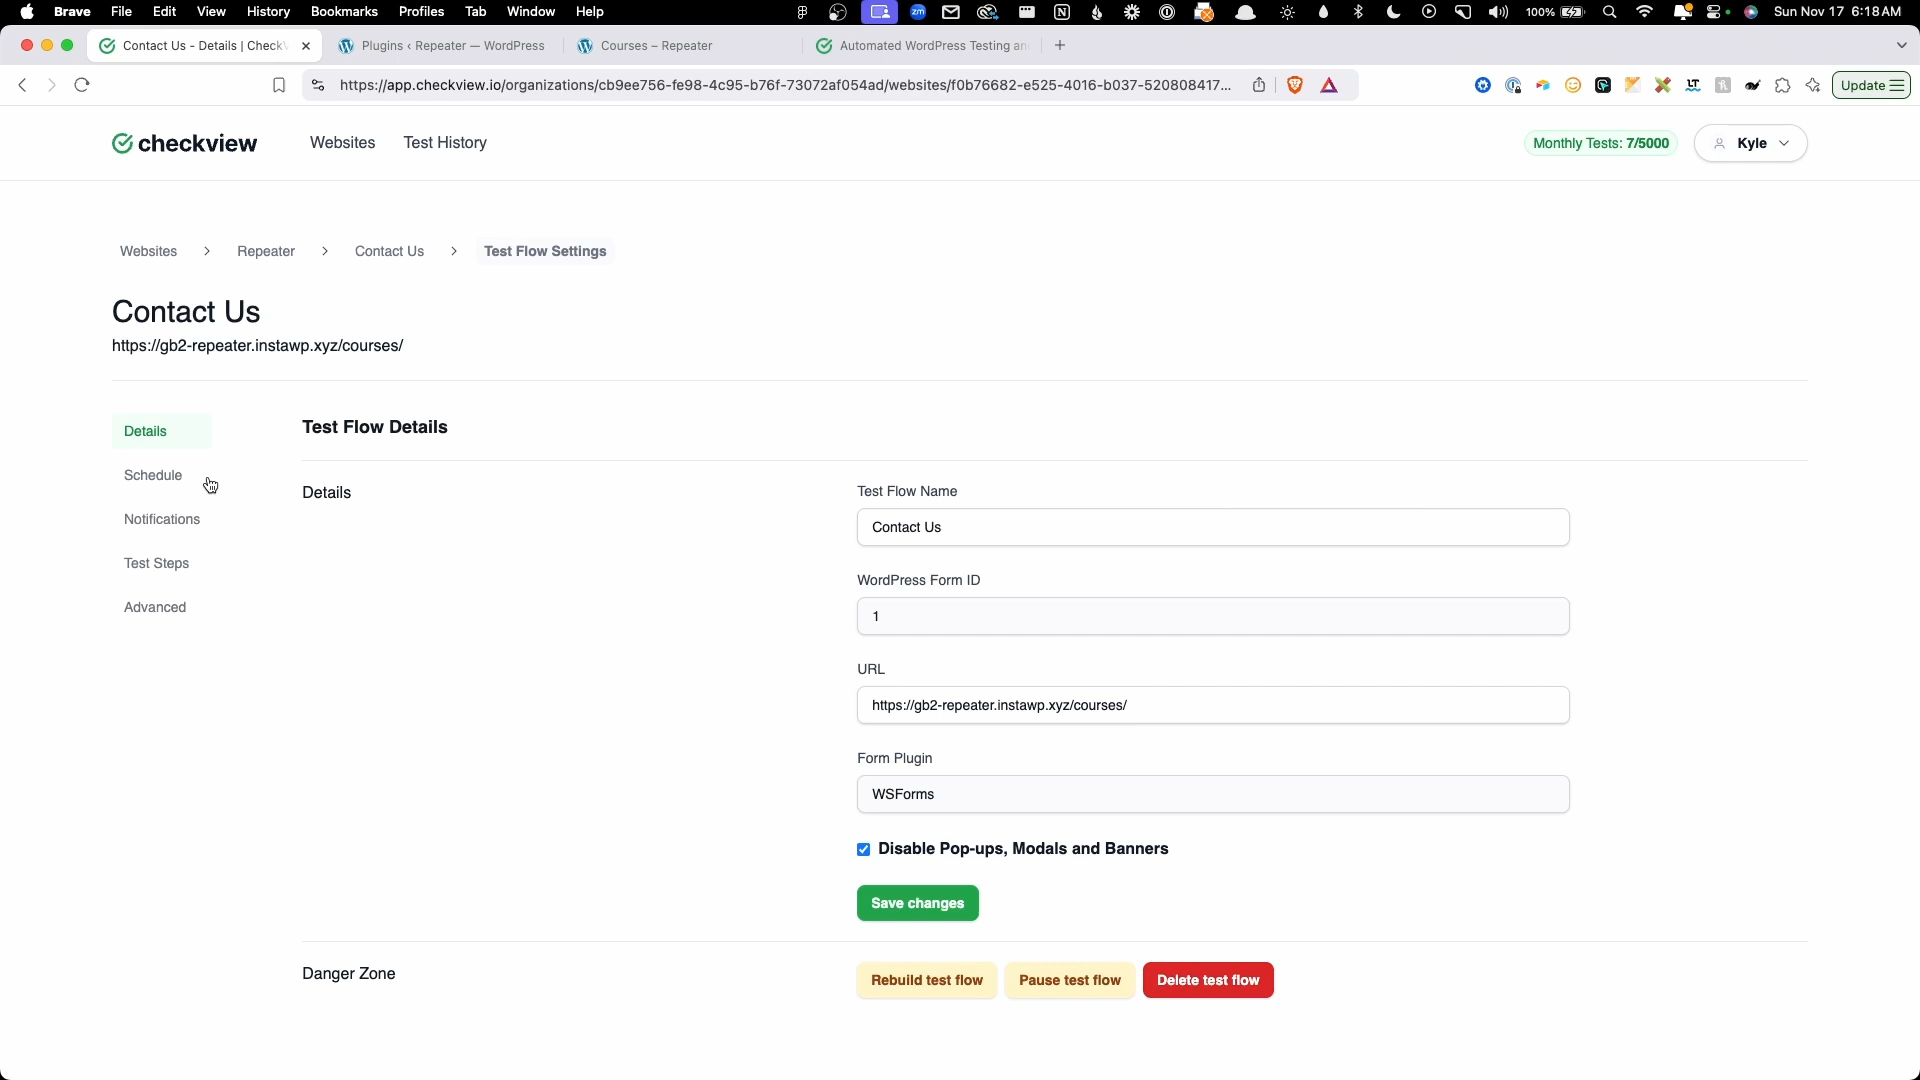 Brave File Edit View History Bookmarks Profiles Tab Window Help 100% Sun Nov 17 6:18 AM
Contact Us - Details | Check Plugins ‹ Repeater — WordPress Courses – Repeater Automated WordPress Testing an
https://app.checkview.io/organizations/cb9ee756-fe98-4c95-b76f-73072af054ad/websites/f0b76682-e525-4016-b037-520808417... Update
checkview Websites Test History Monthly Tests: 7/5000 Kyle
Websites > Repeater > Contact Us > Test Flow Settings
Contact Us
https://gb2-repeater.instawp.xyz/courses/
Details
Schedule
Notifications
Test Steps
Advanced
Test Flow Details
Details
Test Flow Name
Contact Us
WordPress Form ID
1
URL
https://gb2-repeater.instawp.xyz/courses/
Form Plugin
WSForms
Disable Pop-ups, Modals and Banners
Save changes
Danger Zone
Rebuild test flow Pause test flow Delete test flow